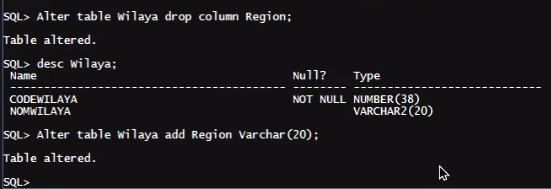 SQL> Alter table Wilaya drop column Region;
Table altered.
SQL> desc Wilaya;
Name Null? Type
----------------------------------------- -------- ----------------------------
CODEWILAYA NOT NULL NUMBER(38)
NOMWILAYA VARCHAR2(20)
SQL> Alter table Wilaya add Region Varchar(20);
Table altered.
SQL>